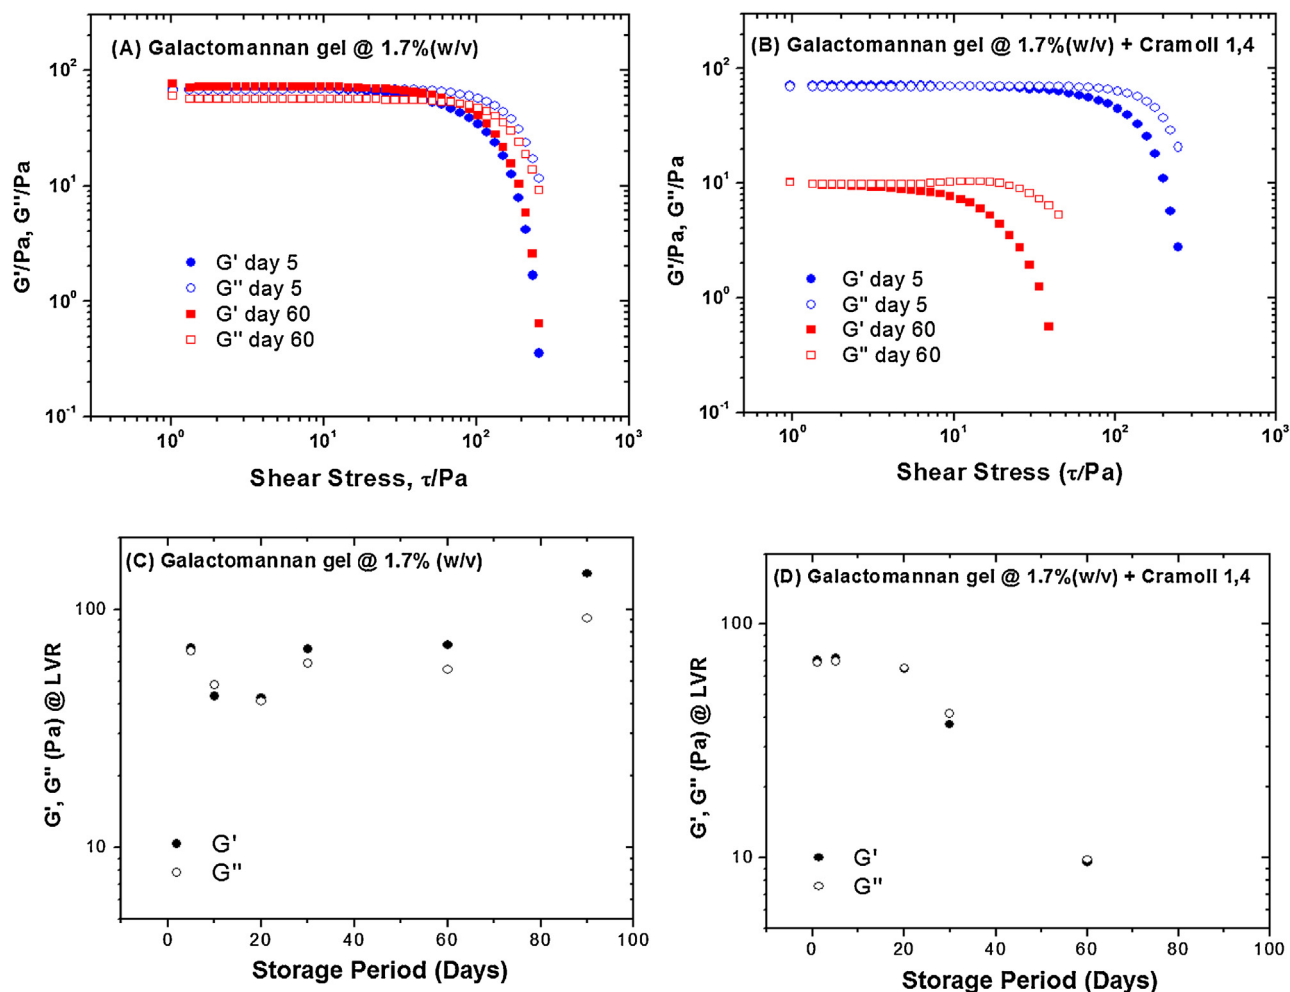 (A) Galactomannan gel @ 1.7%(w/v)
G'/Pa, G''/Pa
10²
10¹
10⁰
10⁻¹
G' day 5
G'' day 5
G' day 60
G'' day 60
10⁰ 10¹ 10² 10³
Shear Stress, τ/Pa
(B) Galactomannan gel @ 1.7%(w/v) + Cramoll 1,4
G'/Pa, G''/Pa
10²
10¹
10⁰
10⁻¹
G' day 5
G'' day 5
G' day 60
G'' day 60
10⁰ 10¹ 10² 10³
Shear Stress (τ/Pa)
(C) Galactomannan gel @ 1.7% (w/v)
G', G'' (Pa) @ LVR
100
10
G'
G''
0 20 40 60 80 100
Storage Period (Days)
(D) Galactomannan gel @ 1.7%(w/v) + Cramoll 1,4
G', G'' (Pa) @ LVR
100
10
G'
G''
0 20 40 60 80 100
Storage Period (Days)